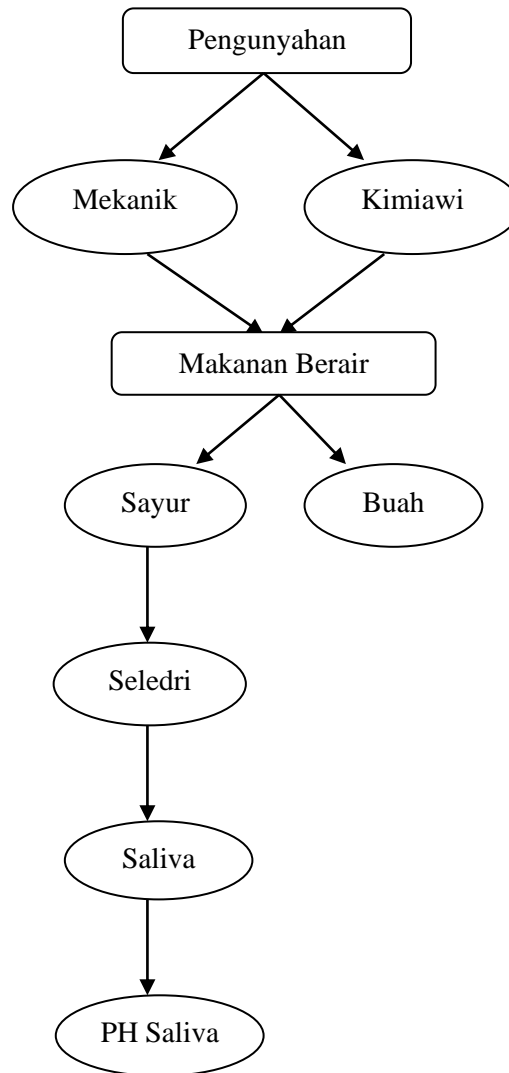 Pengunyahan
Mekanik
Kimiawi
Makanan Berair
Sayur
Buah
Seledri
Saliva
PH Saliva